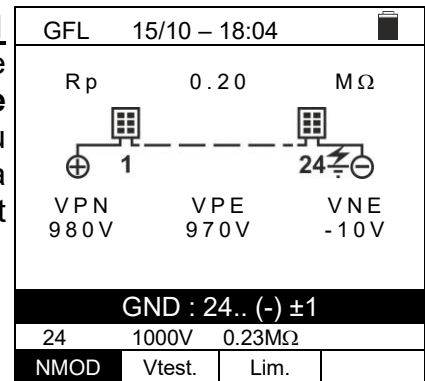 GFL 15/10 – 18:04
Rp 0.20 MΩ
1 24
VPN VPE VNE
980V 970V -10V
GND : 24.. (-) ±1
24 1000V 0.23MΩ
NMOD Vtest. Lim.